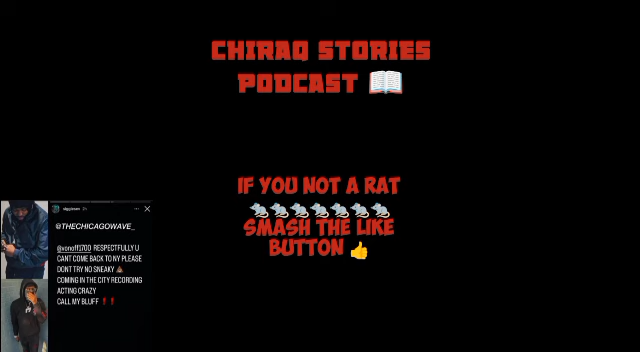 CHIRAQ STORIES
PODCAST 📖
IF YOU NOT A RAT
🐀🐀🐀🐀🐀🐀🐀
SMASH THE LIKE
BUTTON 👍
@THECHICAGOWAVE_
@vonoff1700 RESPECTFULLY U
CANT COME BACK TO NY PLEASE
DONT TRY NO SNEAKY 💩
COMING IN THE CITY RECORDING
ACTING CRAZY
CALL MY BLUFF